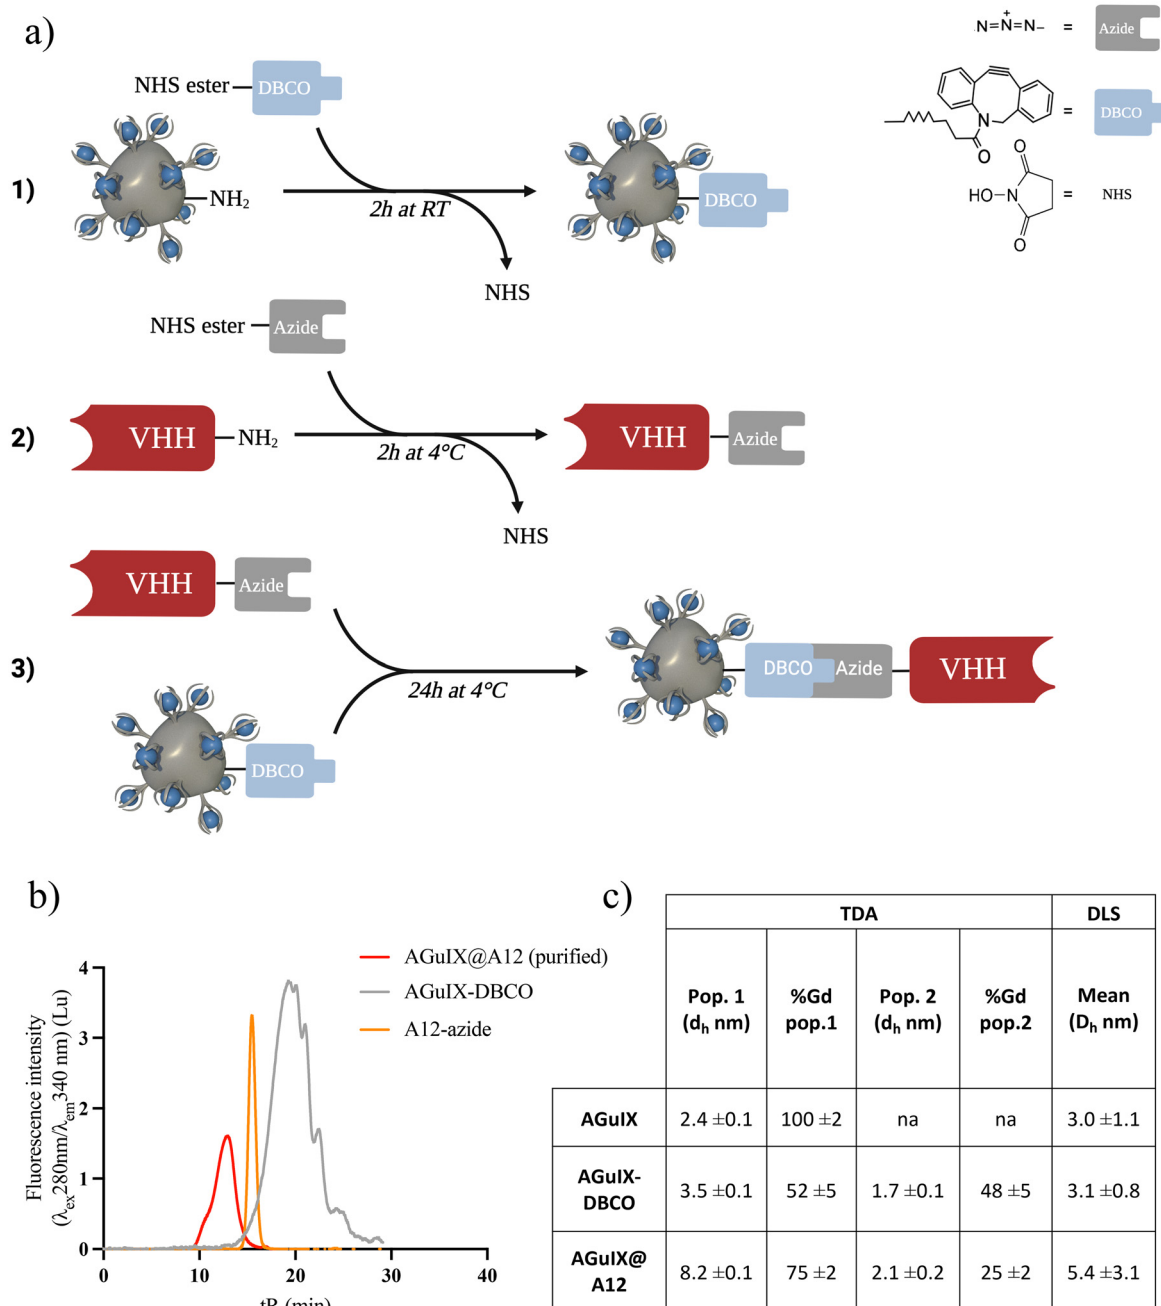 a)
N=N=N–
+
=
Azide
NHS ester
DBCO
N
O
=
DBCO
1)
NH₂
2h at RT
DBCO
O
HO
N
O
=
NHS
NHS
NHS ester
Azide
2)
VHH
NH₂
2h at 4°C
VHH
Azide
NHS
VHH
Azide
3)
24h at 4°C
DBCO
Azide
VHH
DBCO
b)
AGuIX@A12 (purified)
AGuIX-DBCO
A12-azide
Fluorescence intensity
(λex280nm/λem340 nm) (Lu)
4
3
2
1
0
0 10 20 30 40
tR (min)
c)
TDA DLS
Pop. 1 (dh nm) %Gd pop.1 Pop. 2 (dh nm) %Gd pop.2 Mean (Dh nm)
AGuIX 2.4 ±0.1 100 ±2 na na 3.0 ±1.1
AGuIX-DBCO 3.5 ±0.1 52 ±5 1.7 ±0.1 48 ±5 3.1 ±0.8
AGuIX@A12 8.2 ±0.1 75 ±2 2.1 ±0.2 25 ±2 5.4 ±3.1